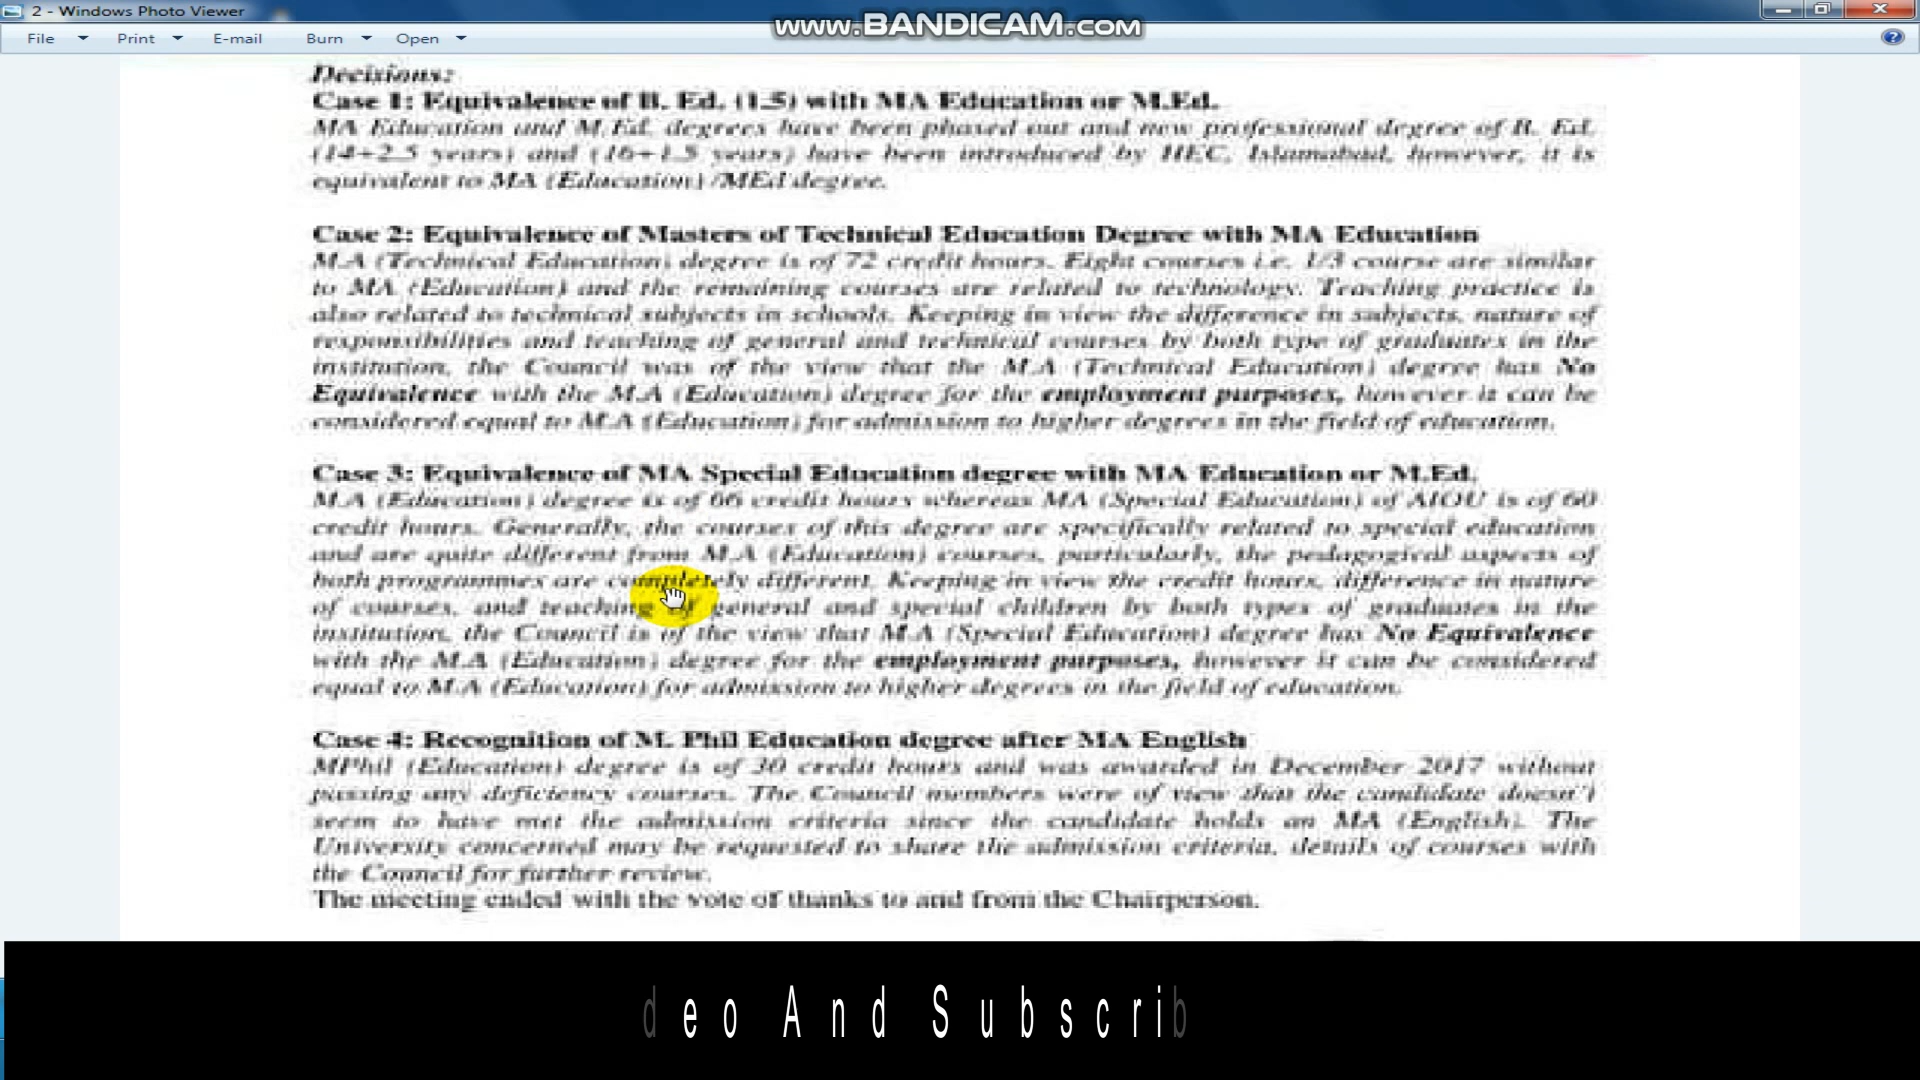 2 - Windows Photo Viewer
www.BANDICAM.com
File Print E-mail Burn Open
Decisions:
Case 1: Equivalence of B. Ed. (1.5) with MA Education or M.Ed.
MA Education and M.Ed. degrees have been phased out and new professional degree of B. Ed.
(14+2.5 years) and (16+1.5 years) have been introduced by HEC, Islamabad, however, it is
equivalent to MA (Education) /MEd degree.
Case 2: Equivalence of Masters of Technical Education Degree with MA Education
M.A (Technical Education) degree is of 72 credit hours. Eight courses i.e. 1/3 course are similar
to MA (Education) and the remaining courses are related to technology. Teaching practice is
also related to technical subjects in schools. Keeping in view the difference in subjects, nature of
responsibilities and teaching of general and technical courses by both type of graduates in the
institution, the Council was of the view that the M.A (Technical Education) degree has No
Equivalence with the M.A (Education) degree for the employment purposes, however it can be
considered equal to M.A (Education) for admission to higher degrees in the field of education.
Case 3: Equivalence of MA Special Education degree with MA Education or M.Ed.
M.A (Education) degree is of 66 credit hours whereas MA (Special Education) of AIOU is of 60
credit hours. Generally, the courses of this degree are specifically related to special education
and are quite different from M.A (Education) courses, particularly, the pedagogical aspects of
both programmes are completely different. Keeping in view the credit hours, difference in nature
of courses, and teaching of general and special children by both types of graduates in the
institution, the Council is of the view that M.A (Special Education) degree has No Equivalence
with the M.A (Education) degree for the employment purposes, however it can be considered
equal to M.A (Education) for admission to higher degrees in the field of education.
Case 4: Recognition of M. Phil Education degree after MA English
MPhil (Education) degree is of 30 credit hours and was awarded in December 2017 without
passing any deficiency courses. The Council members were of view that the candidate doesn't
seem to have met the admission criteria since the candidate holds an MA (English). The
University concerned may be requested to share the admission criteria, details of courses with
the Council for further review.
The meeting ended with the vote of thanks to and from the Chairperson.
deo And Subscrib